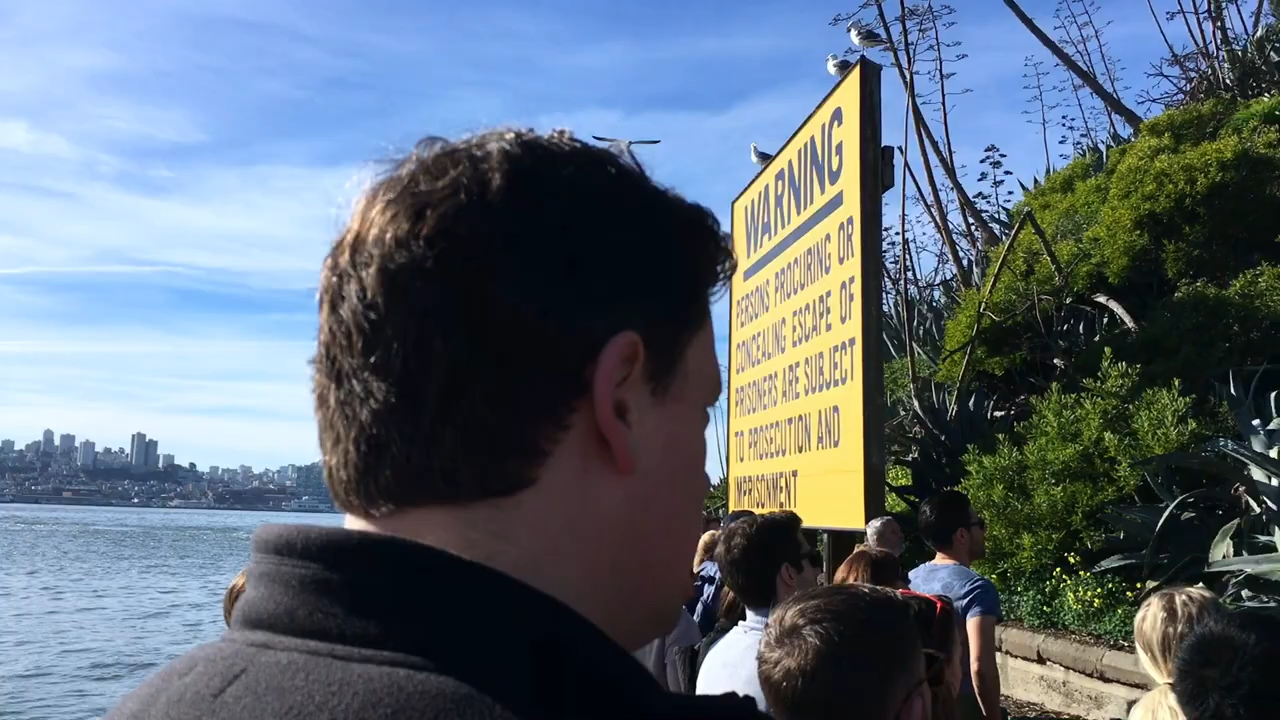 WARNING
PERSONS PROCURING OR
CONCEALING ESCAPE OF
PRISONERS ARE SUBJECT
TO PROSECUTION AND
IMPRISONMENT